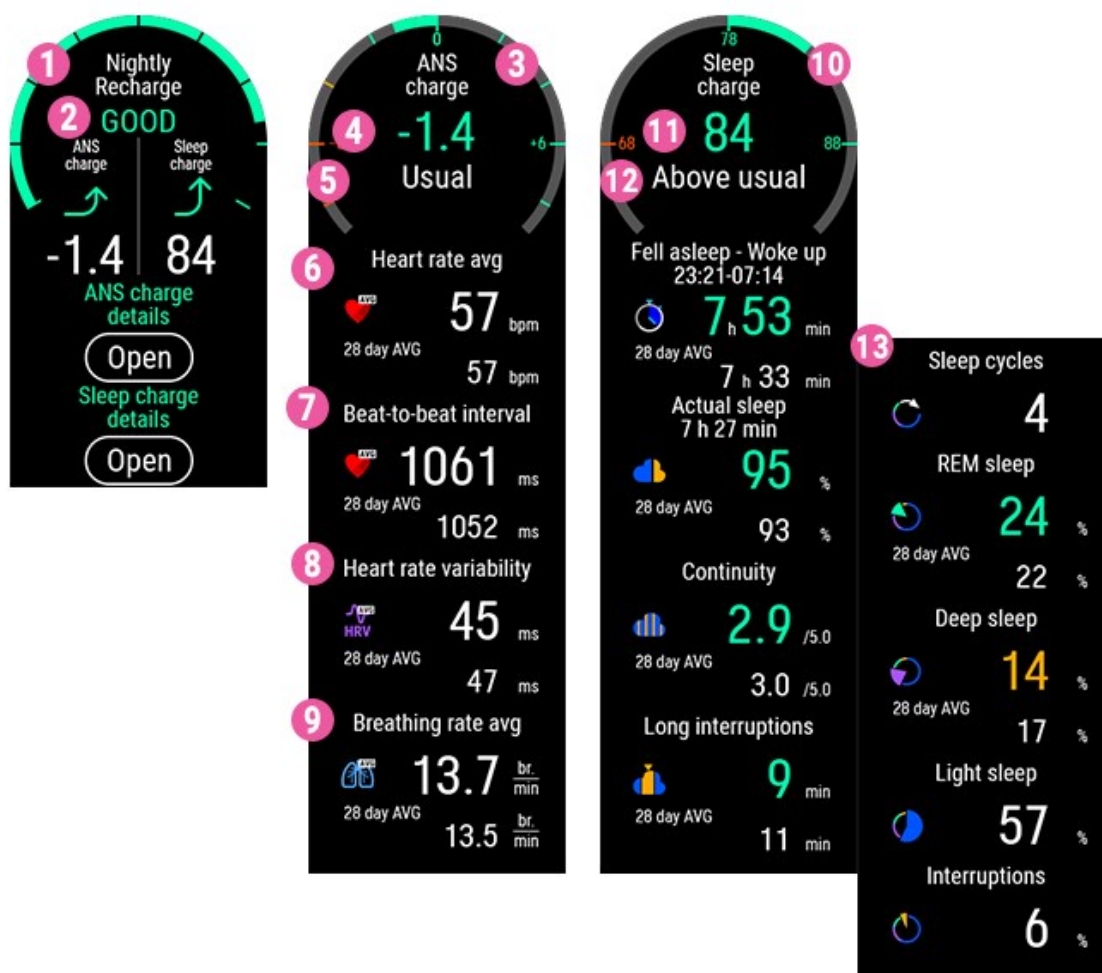 1
Nightly
Recharge
2
GOOD
ANS
charge
Sleep
charge
-1.4
84
ANS charge
details
Open
Sleep charge
details
Open
0
ANS
charge
3
4
-1.4
+6
5
Usual
6
Heart rate avg
AVG
57 bpm
28 day AVG
57 bpm
7
Beat-to-beat interval
AVG
1061 ms
28 day AVG
1052 ms
8
Heart rate variability
AVG
HRV
45 ms
28 day AVG
47 ms
9
Breathing rate avg
AVG
13.7 br.
min
28 day AVG
13.5 br.
min
78
Sleep
charge
10
68
11
84
88
12
Above usual
Fell asleep - Woke up
23:21-07:14
7 h 53 min
28 day AVG
7 h 33 min
Actual sleep
7 h 27 min
95 %
28 day AVG
93 %
Continuity
2.9 /5.0
28 day AVG
3.0 /5.0
Long interruptions
9 min
28 day AVG
11 min
13
Sleep cycles
4
REM sleep
24 %
28 day AVG
22 %
Deep sleep
14 %
28 day AVG
17 %
Light sleep
57 %
Interruptions
6 %